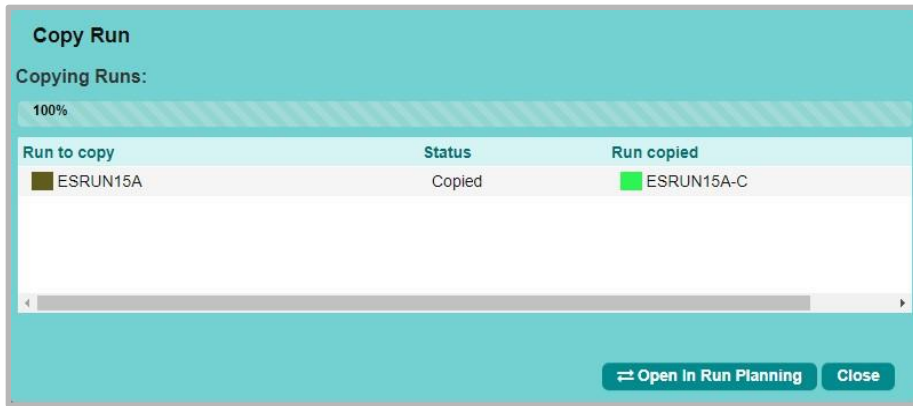 Copy Run
Copying Runs:
100%
Run to copy Status Run copied
ESRUN15A Copied ESRUN15A-C
Open In Run Planning Close